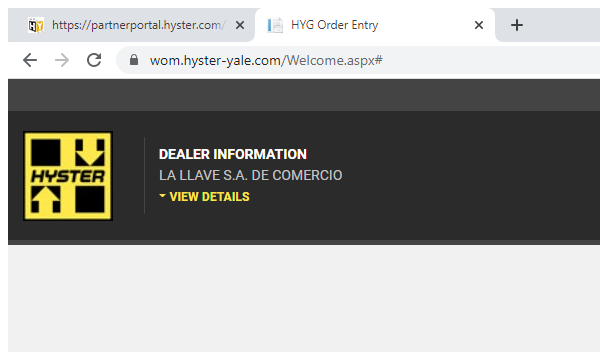 https://partnerportal.hyster.com/
HYG Order Entry
wom.hyster-yale.com/Welcome.aspx#
HYSTER
DEALER INFORMATION
LA LLAVE S.A. DE COMERCIO
VIEW DETAILS